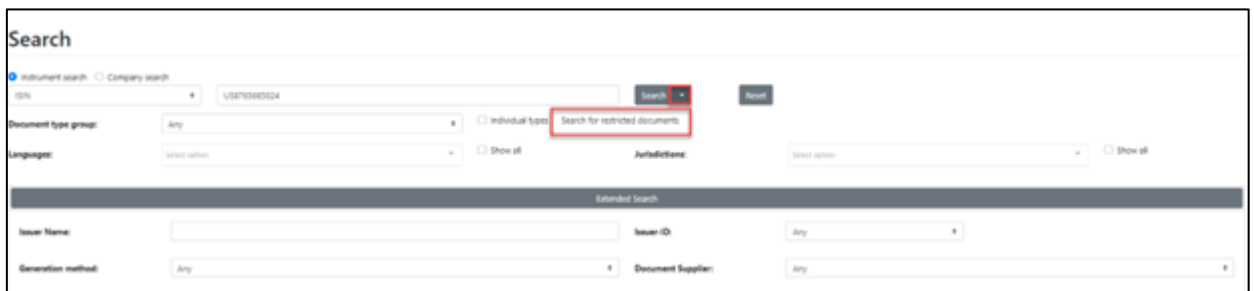 Search
Instrument search Company search
ISIN US8765685024 Search Reset
Document type group: Any Individual types Search for restricted documents
Languages: Select option Show all Jurisdictions: Select option Show all
Extended Search
Issuer Name: Issuer ID: Any
Generation method: Any Document Supplier: Any